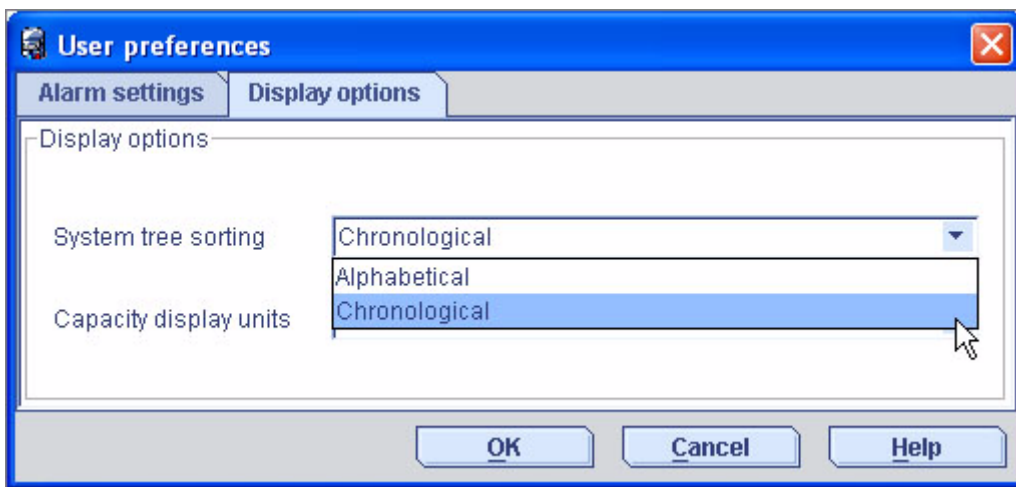 User preferences
Alarm settings
Display options
Display options
System tree sorting
Chronological
Alphabetical
Chronological
Capacity display units
OK
Cancel
Help